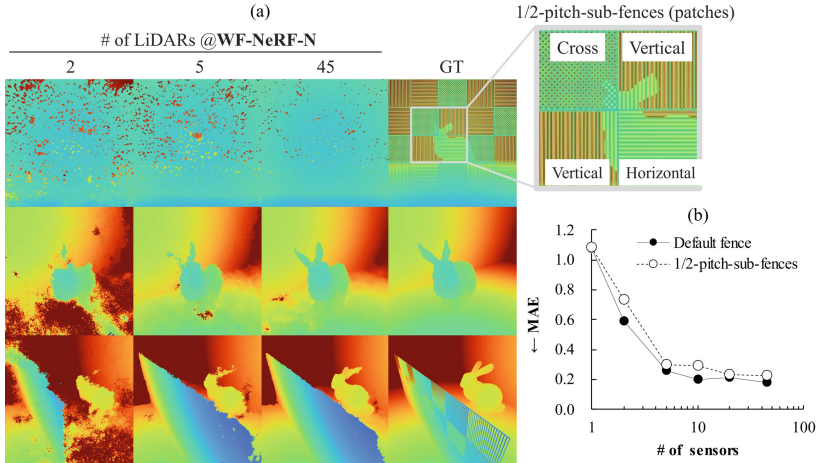 (a)
1/2-pitch-sub-fences (patches)
# of LiDARs @WF-NeRF-N
2 5 45 GT
Cross Vertical
Vertical Horizontal
(b)
1.2
1.0
0.8
0.6
0.4
0.2
0.0
← MAE
Default fence
1/2-pitch-sub-fences
1 10 100
# of sensors